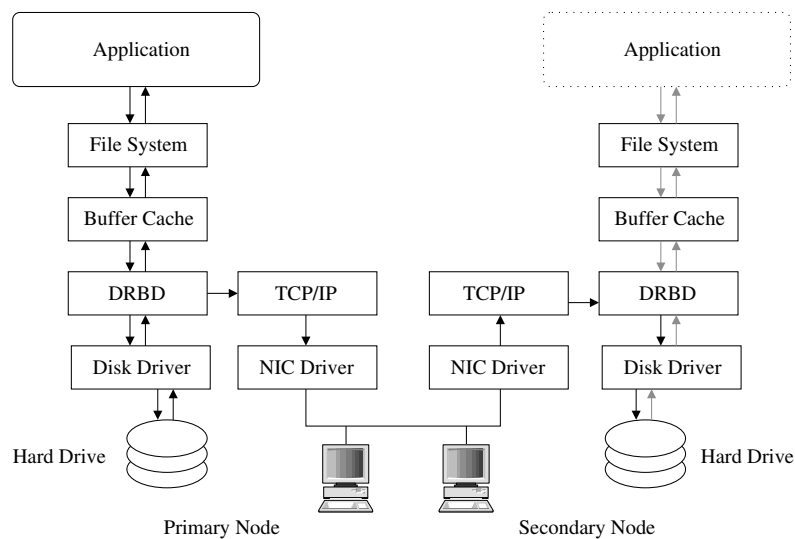 Application
Application
File System
File System
Buffer Cache
Buffer Cache
DRBD
TCP/IP
TCP/IP
DRBD
Disk Driver
NIC Driver
NIC Driver
Disk Driver
Hard Drive
Hard Drive
Primary Node
Secondary Node